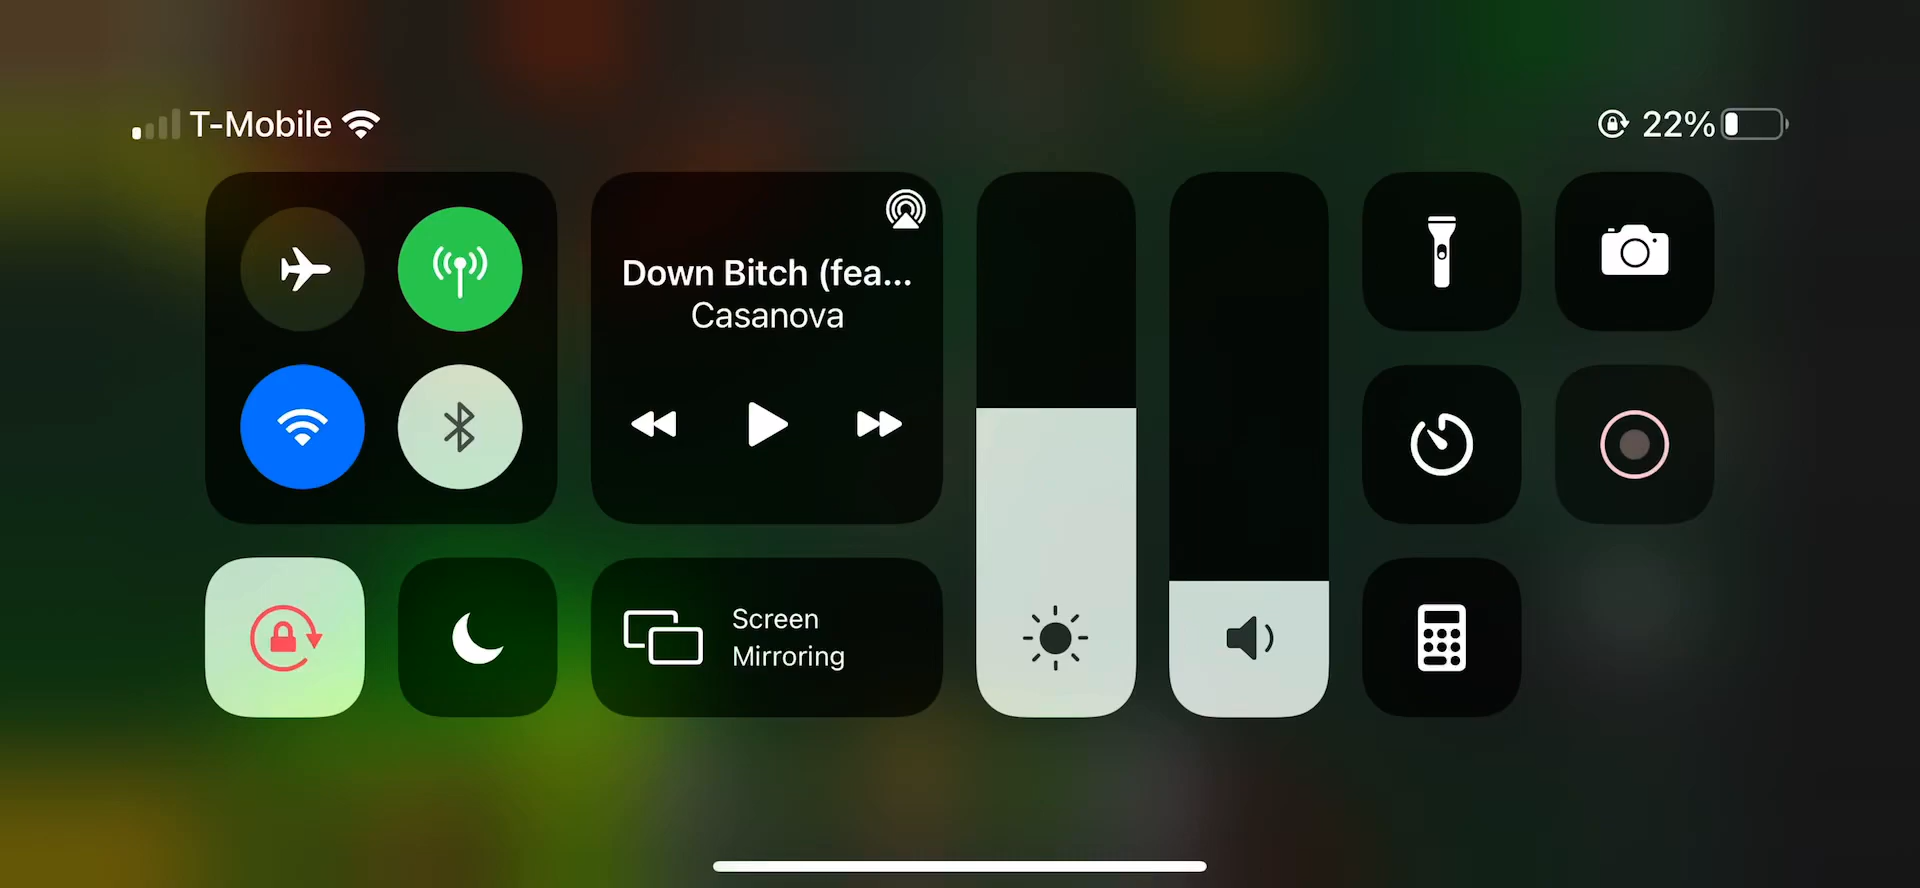 T-Mobile
22%
Down Bitch (fea...
Casanova
Screen
Mirroring